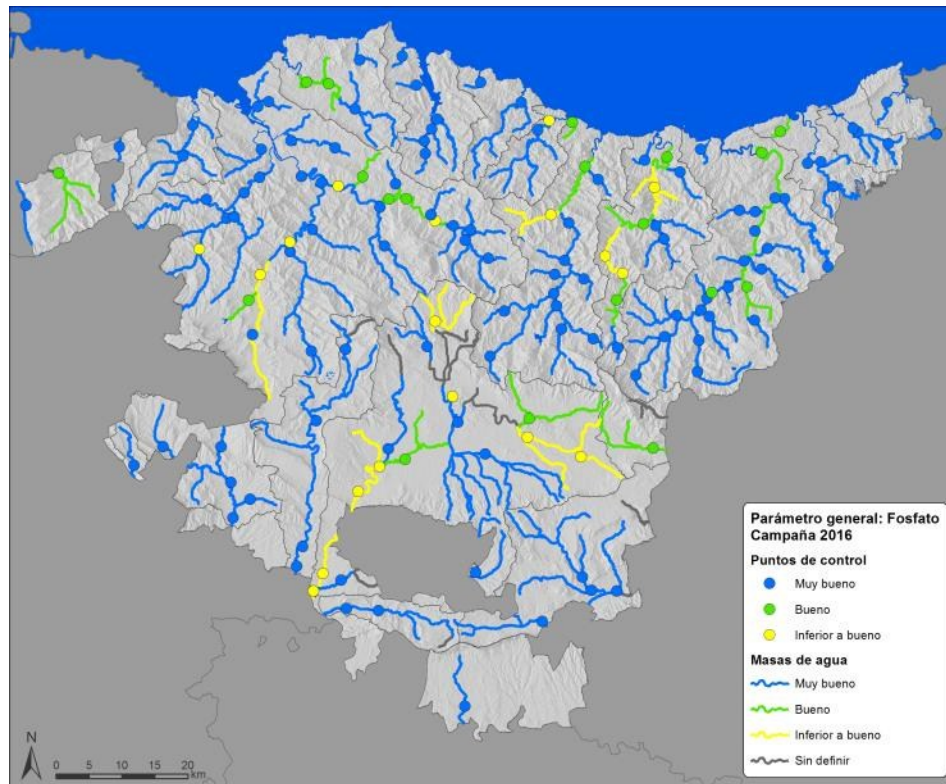 Parámetro general: Fosfato
Campaña 2016
Puntos de control
Muy bueno
Bueno
Inferior a bueno
Masas de agua
Muy bueno
Bueno
Inferior a bueno
Sin definir
N
0 5 10 15 20
km